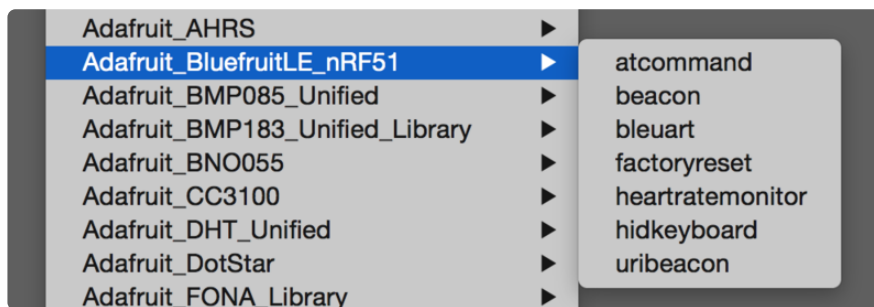 Adafruit_AHRS
Adafruit_BluefruitLE_nRF51
Adafruit_BMP085_Unified
Adafruit_BMP183_Unified_Library
Adafruit_BNO055
Adafruit_CC3100
Adafruit_DHT_Unified
Adafruit_DotStar
Adafruit_FONA_Library
atcommand
beacon
bleuart
factoryreset
heartratemonitor
hidkeyboard
uribeacon